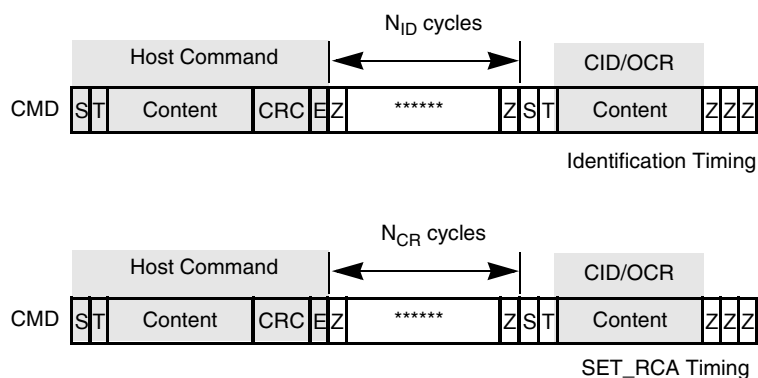 N_ID cycles
Host Command CID/OCR
CMD S T Content CRC E Z ****** Z S T Content Z Z Z
Identification Timing
N_CR cycles
Host Command CID/OCR
CMD S T Content CRC E Z ****** Z S T Content Z Z Z
SET_RCA Timing